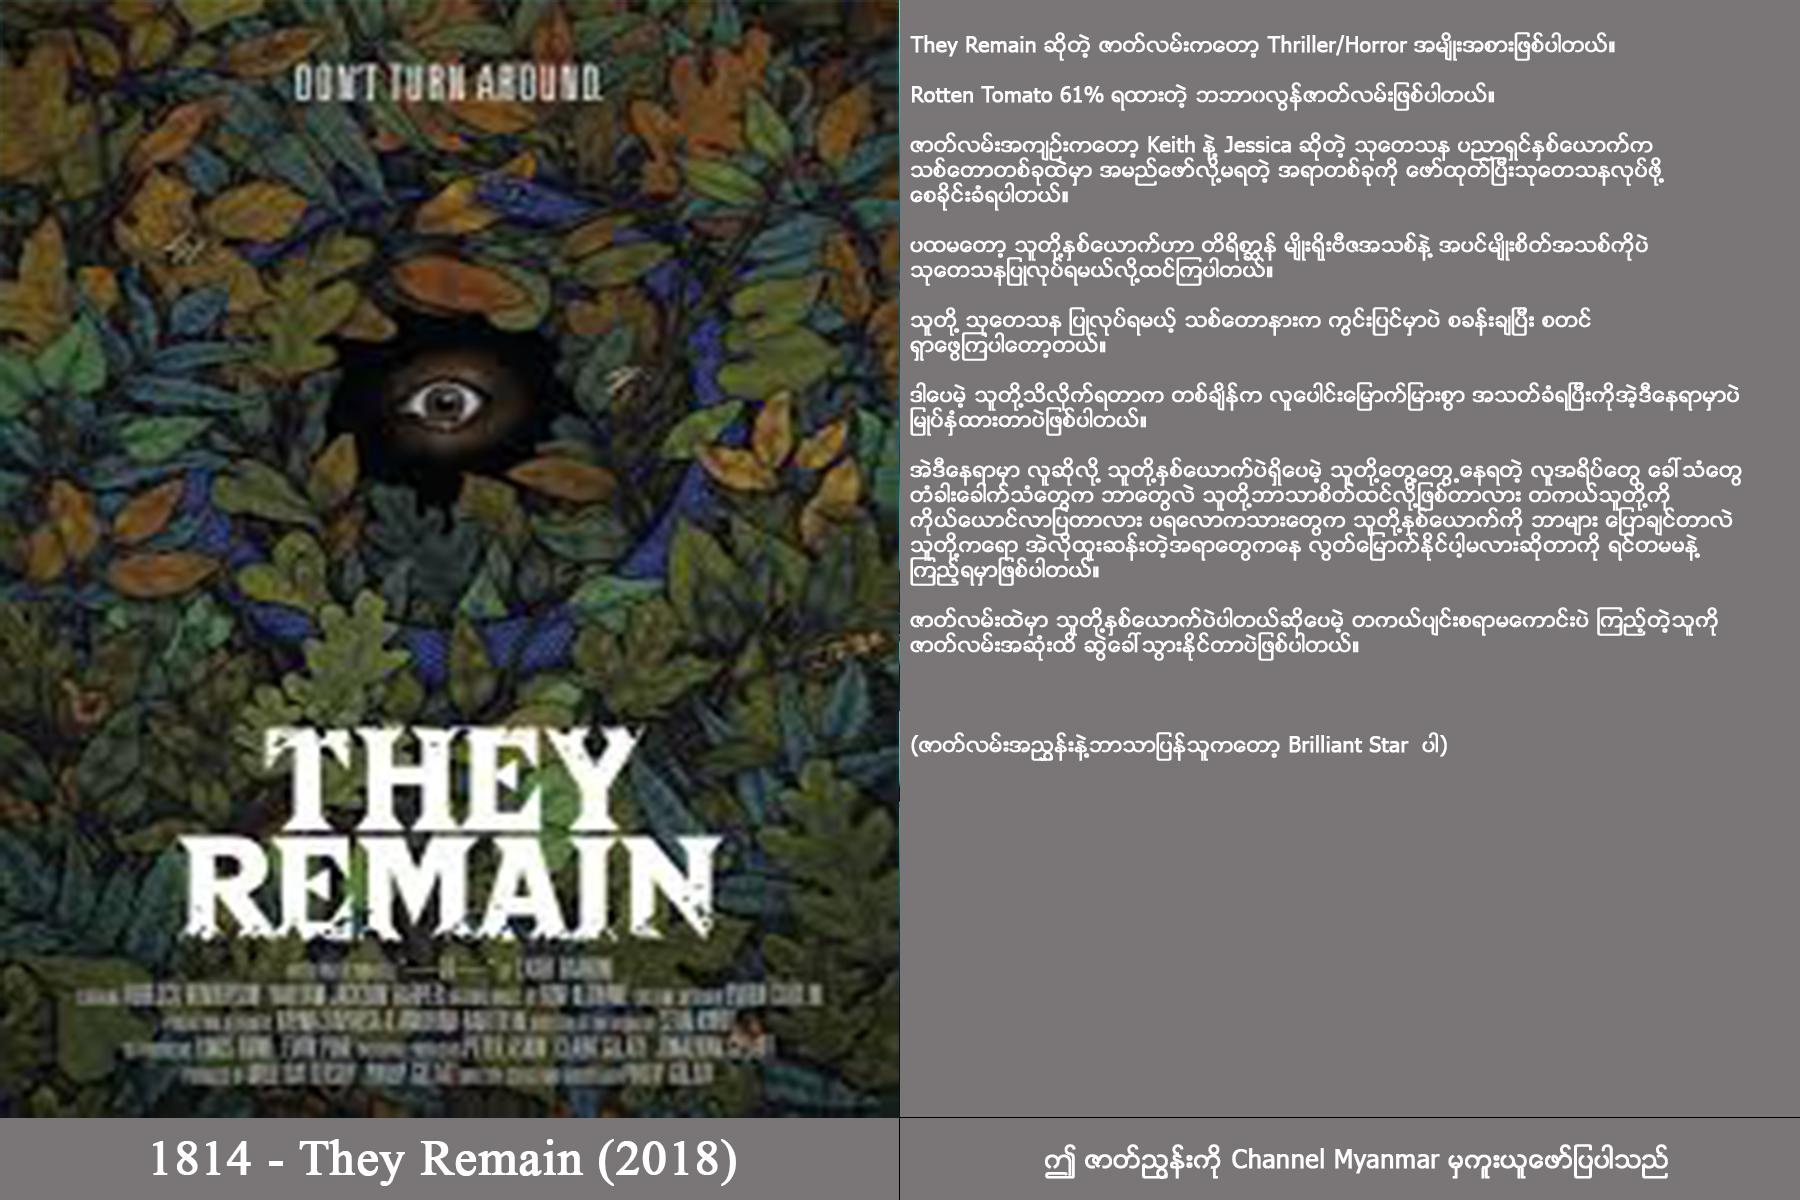 DON'T TURN AROUND.
THEY
REMAIN
1814 - They Remain (2018)
They Remain ဆိုတဲ့ ဇာတ်လမ်းကတော့ Thriller/Horror အမျိုးအစားဖြစ်ပါတယ်။
Rotten Tomato 61% ရထားတဲ့ ဘဘာဝလွန်ဇာတ်လမ်းဖြစ်ပါတယ်။
ဇာတ်လမ်းအကျဉ်းကတော့ Keith နဲ့ Jessica ဆိုတဲ့ သုတေသန ပညာရှင်နှစ်ယောက်က
သစ်တောတစ်ခုထဲမှာ အမည်ဖော်လို့မရတဲ့ အရာတစ်ခုကို ဖော်ထုတ်ပြီးသုတေသနလုပ်ဖို့
စေခိုင်းခံရပါတယ်။
ပထမတော့ သူတို့နှစ်ယောက်ဟာ တိရိစ္ဆာန် မျိုးရိုးဗီဇအသစ်နဲ့ အပင်မျိုးစိတ်အသစ်ကိုပဲ
သုတေသနပြုလုပ်ရမယ်လို့ထင်ကြပါတယ်။
သူတို့ သုတေသန ပြုလုပ်ရမယ့် သစ်တောနားက ကွင်းပြင်မှာပဲ စခန်းချပြီး စတင်
ရှာဖွေကြပါတော့တယ်။
ဒါပေမဲ့ သူတို့သိလိုက်ရတာက တစ်ချိန်က လူပေါင်းမြောက်မြားစွာ အသတ်ခံရပြီးကိုအဲ့ဒီနေရာမှာပဲ
မြုပ်နှံထားတာပဲဖြစ်ပါတယ်။
အဲဒီနေရာမှာ လူဆိုလို့ သူတို့နှစ်ယောက်ပဲရှိပေမဲ့ သူတို့တွေ့တွေ့နေရတဲ့ လူအရိပ်တွေ ခေါ်သံတွေ
တံခါးခေါက်သံတွေက ဘာတွေလဲ သူတို့ဘာသာစိတ်ထင်လို့ဖြစ်တာလား တကယ်သူတို့ကို
ကိုယ်ယောင်လာပြတာလား ပရလောကသားတွေက သူတို့နှစ်ယောက်ကို ဘာများ ပြောချင်တာလဲ
သူတို့ကရော အဲလိုထူးဆန်းတဲ့အရာတွေကနေ လွတ်မြောက်နိုင်ပါ့မလားဆိုတာကို ရင်တမမနဲ့
ကြည့်ရမှာဖြစ်ပါတယ်။
ဇာတ်လမ်းထဲမှာ သူတို့နှစ်ယောက်ပဲပါတယ်ဆိုပေမဲ့ တကယ်ပျင်းစရာမကောင်းပဲ ကြည့်တဲ့သူကို
ဇာတ်လမ်းအဆုံးထိ ဆွဲခေါ်သွားနိုင်တာပဲဖြစ်ပါတယ်။
(ဇာတ်လမ်းအညွှန်းနဲ့ဘာသာပြန်သူကတော့ Brilliant Star ပါ)
ဤ ဇာတ်ညွှန်းကို Channel Myanmar မှကူးယူဖော်ပြပါသည်